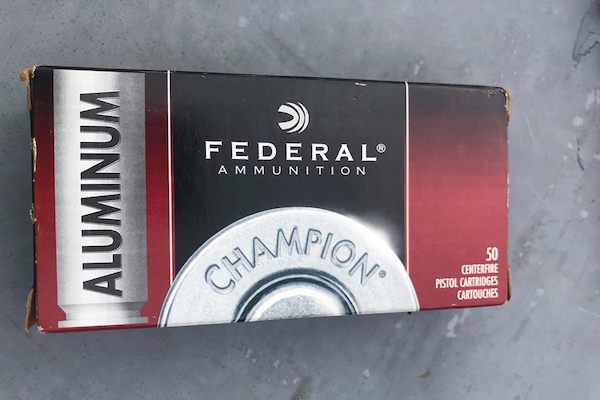 ALUMINUM
FEDERAL®
AMMUNITION
CHAMPION®
50
CENTERFIRE
PISTOL CARTRIDGES
CARTOUCHES